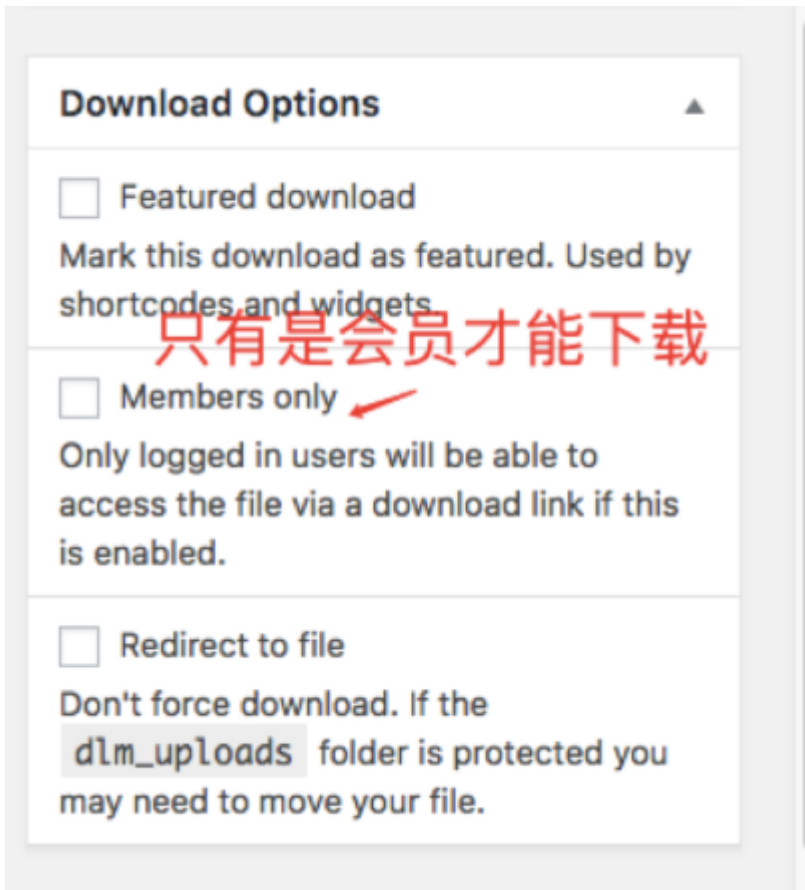 Download Options
Featured download
Mark this download as featured. Used by
shortcodes and widgets.
只有是会员才能下载
Members only
Only logged in users will be able to
access the file via a download link if this
is enabled.
Redirect to file
Don't force download. If the
dlm_uploads folder is protected you
may need to move your file.